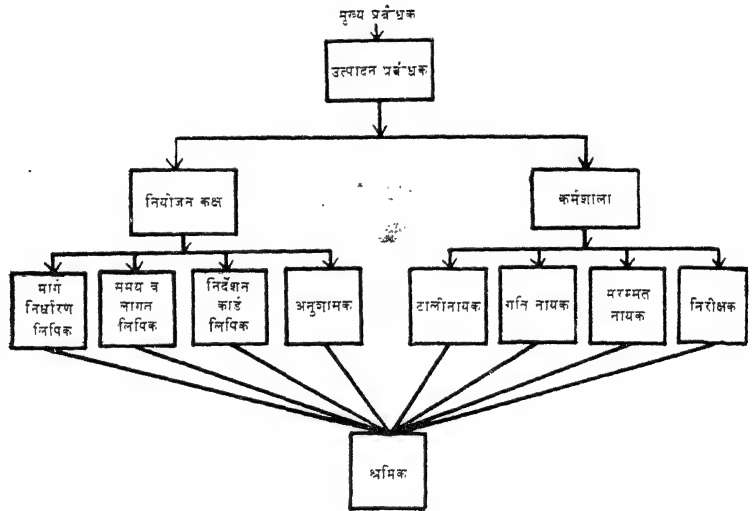 मुख्य प्रबंधक
उत्पादन प्रबंधक
नियोजन कक्ष
कर्मशाला
मार्ग
निर्धारण
लिपिक
समय व
लागत
लिपिक
निर्देशन
कार्ड
लिपिक
अनुशासक
टोलीनायक
गति नायक
मरम्मत
नायक
निरीक्षक
श्रमिक